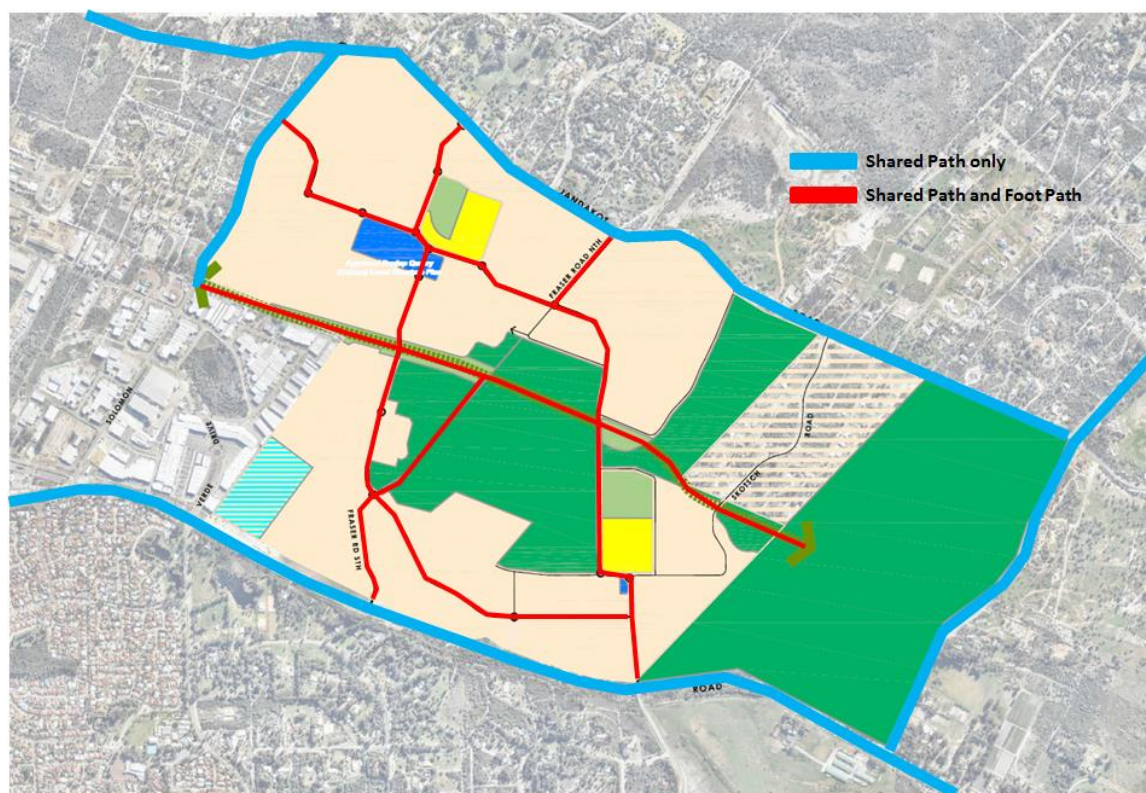 Shared Path only
Shared Path and Foot Path
JANDAKOT
FRASER ROAD NTH
ROAD
SKOTSCH
SOLOMON
DRIVE
VERDE
FRASER RD STH
ROAD